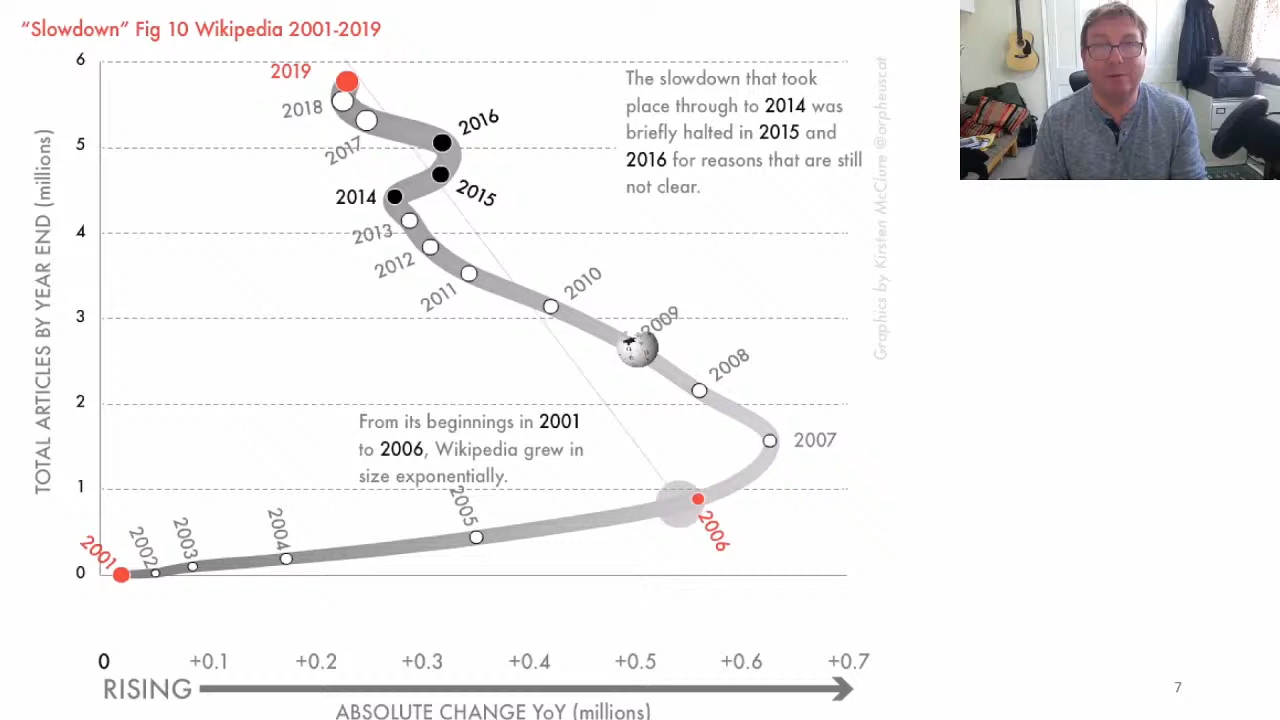 “Slowdown” Fig 10 Wikipedia 2001-2019
TOTAL ARTICLES BY YEAR END (millions)
6
5
4
3
2
1
0
2019
2018
2017
2016
2015
2014
2013
2012
2011
2010
2009
2008
2007
2006
2005
2004
2003
2002
2001
The slowdown that took
place through to 2014 was
briefly halted in 2015 and
2016 for reasons that are still
not clear.
From its beginnings in 2001
to 2006, Wikipedia grew in
size exponentially.
Graphics by Kirsten McClure @orpheuscat
0
+0.1
+0.2
+0.3
+0.4
+0.5
+0.6
+0.7
RISING
ABSOLUTE CHANGE YoY (millions)
7